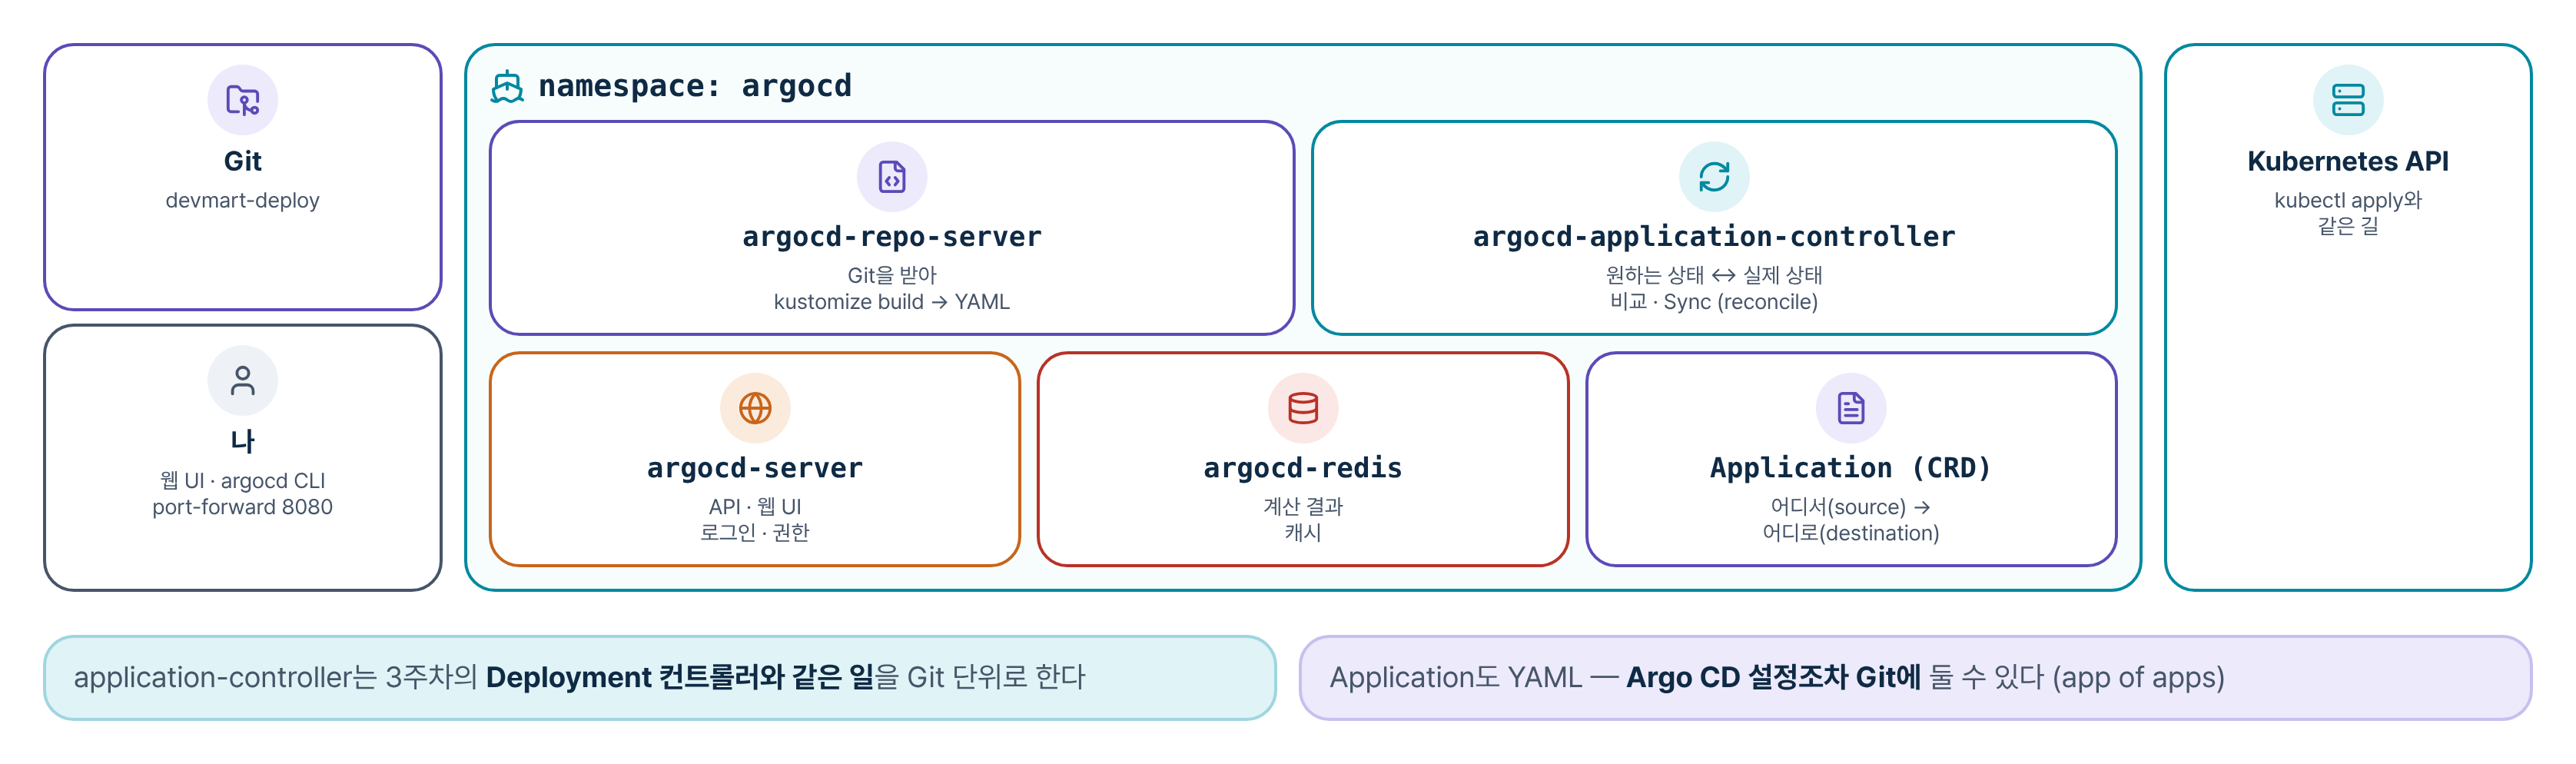 Git
devmart-deploy
나
웹 UI · argocd CLI
port-forward 8080
namespace: argocd
argocd-repo-server
Git을 받아
kustomize build → YAML
argocd-application-controller
원하는 상태 ↔ 실제 상태
비교 · Sync (reconcile)
argocd-server
API · 웹 UI
로그인 · 권한
argocd-redis
계산 결과
캐시
Application (CRD)
어디서(source) →
어디로(destination)
Kubernetes API
kubectl apply와
같은 길
application-controller는 3주차의 Deployment 컨트롤러와 같은 일을 Git 단위로 한다
Application도 YAML — Argo CD 설정조차 Git에 둘 수 있다 (app of apps)